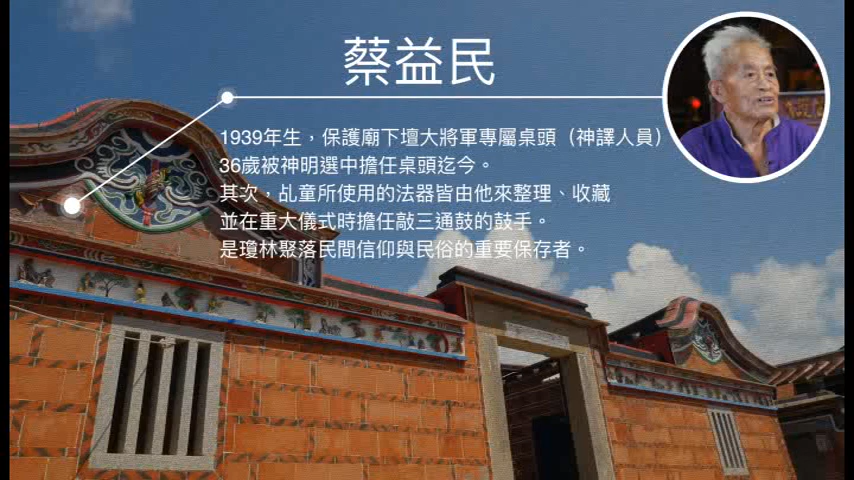 蔡益民
1939年生，保護廟下壇大將軍專屬桌頭（神譯人員）
36歲被神明選中擔任桌頭迄今。
其次，乩童所使用的法器皆由他來整理、收藏
並在重大儀式時擔任敲三通鼓的鼓手。
是瓊林聚落民間信仰與民俗的重要保存者。